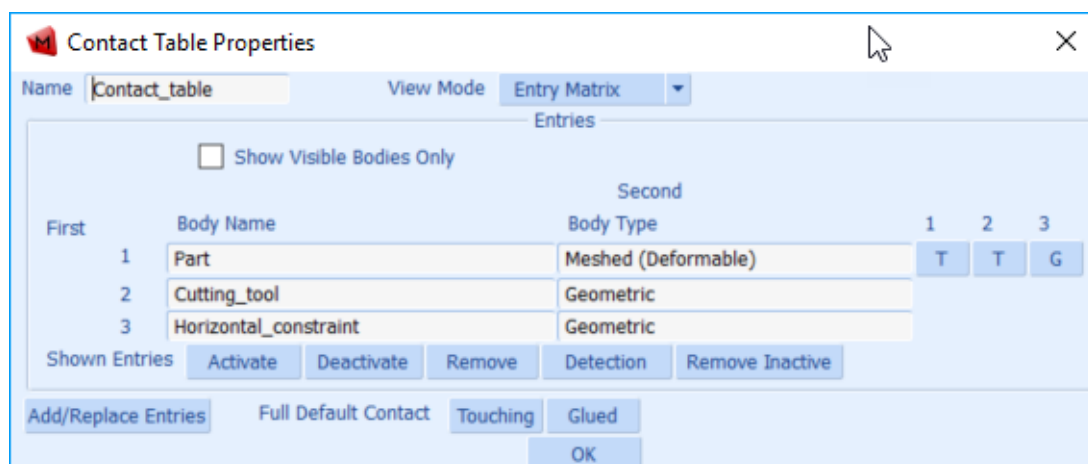 Contact Table Properties
Name Contact_table View Mode Entry Matrix
Entries
Show Visible Bodies Only
Second
First Body Name Body Type 1 2 3
1 Part Meshed (Deformable) T T G
2 Cutting_tool Geometric
3 Horizontal_constraint Geometric
Shown Entries Activate Deactivate Remove Detection Remove Inactive
Add/Replace Entries Full Default Contact Touching Glued
OK